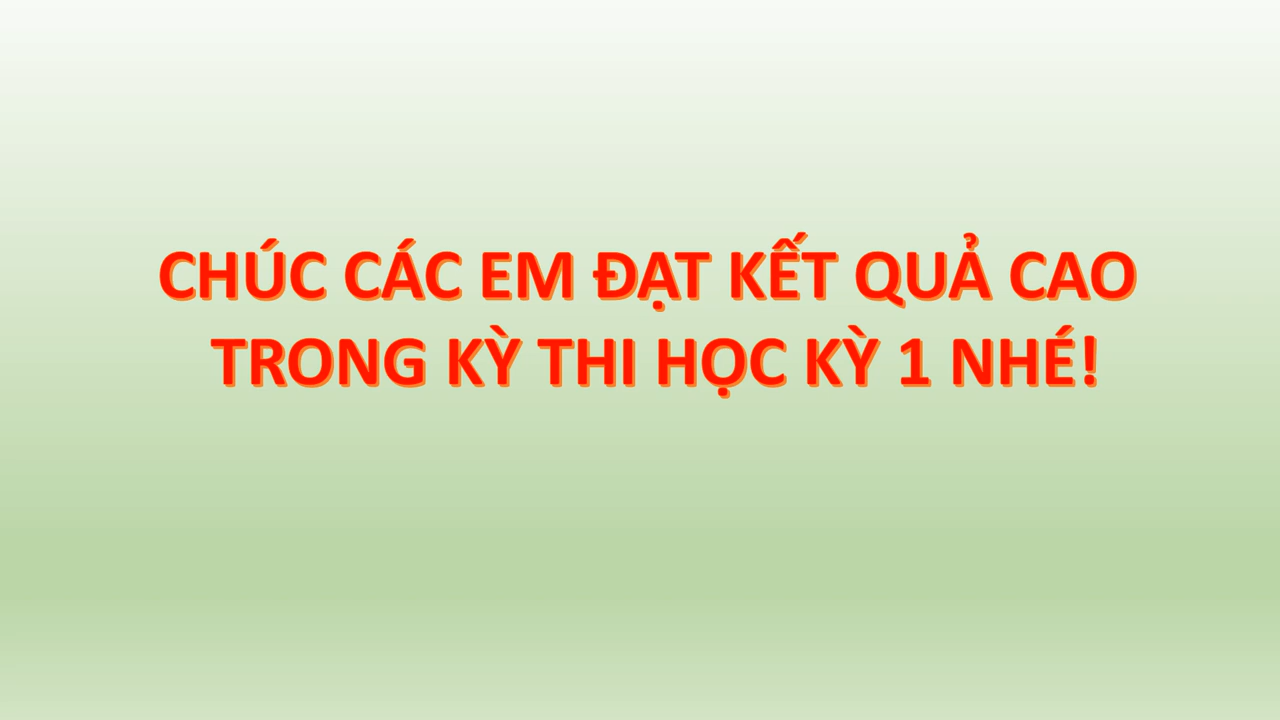 CHÚC CÁC EM ĐẠT KẾT QUẢ CAO
TRONG KỲ THI HỌC KỲ 1 NHÉ!